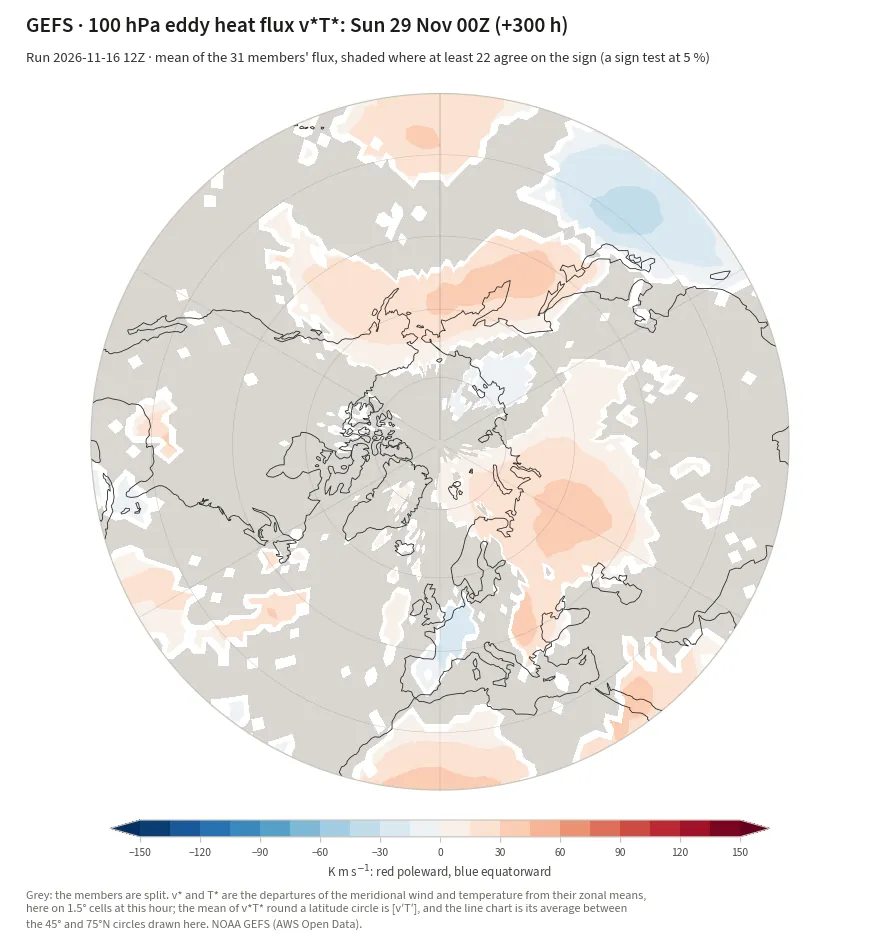 GEFS · 100 hPa eddy heat flux v*T*: Sun 29 Nov 00Z (+300 h)
Run 2026-11-16 12Z · mean of the 31 members' flux, shaded where at least 22 agree on the sign (a sign test at 5 %)
−150 −120 −90 −60 −30 0 30 60 90 120 150
K m s⁻¹: red poleward, blue equatorward
Grey: the members are split. v* and T* are the departures of the meridional wind and temperature from their zonal means,
here on 1.5° cells at this hour; the mean of v*T* round a latitude circle is [v'T'], and the line chart is its average between
the 45° and 75°N circles drawn here. NOAA GEFS (AWS Open Data).